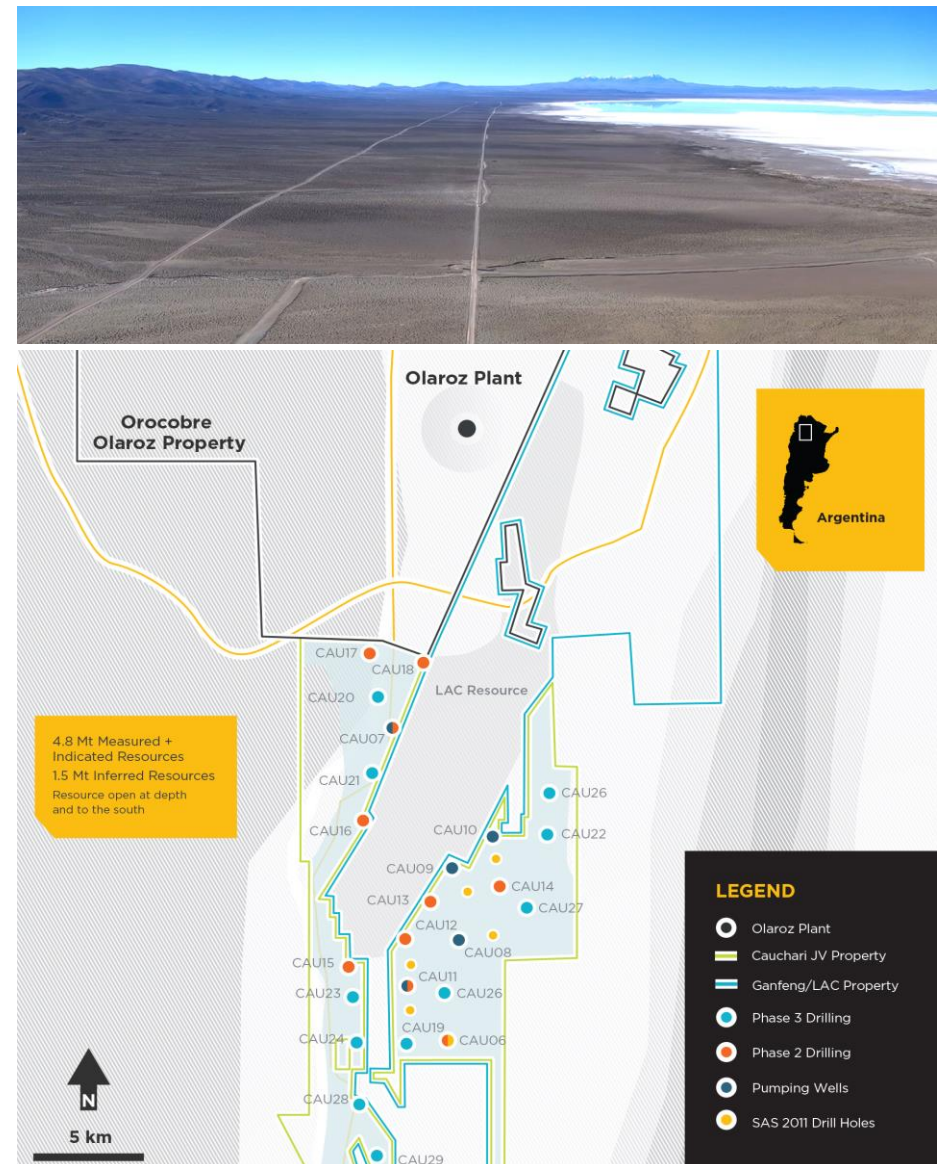 Olaroz Plant
Orocobre
Olaroz Property
Argentina
CAU17
CAU18
CAU20
LAC Resource
CAU07
4.8 Mt Measured +
Indicated Resources
1.5 Mt Inferred Resources
Resource open at depth
and to the south
CAU21
CAU26
CAU16
CAU10
CAU22
CAU09
CAU14
CAU13
CAU27
CAU12
CAU08
CAU15
CAU11
CAU23
CAU26
CAU19
CAU24
CAU06
CAU28
CAU29
N
5 km
LEGEND
Olaroz Plant
Cauchari JV Property
Ganfeng/LAC Property
Phase 3 Drilling
Phase 2 Drilling
Pumping Wells
SAS 2011 Drill Holes